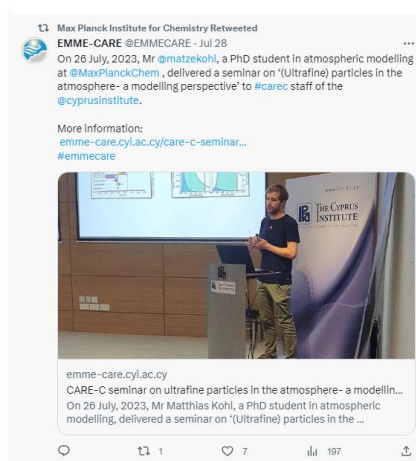 Max Planck Institute for Chemistry Retweeted
EMME-CARE @EMMECARE · Jul 28
On 26 July, 2023, Mr @matzekohl, a PhD student in atmospheric modelling
at @MaxPlanckChem , delivered a seminar on '(Ultrafine) particles in the
atmosphere- a modelling perspective' to #carec staff of the
@cyprusinstitute.
More information:
emme-care.cyi.ac.cy/care-c-seminar...
#emmecare
THE CYPRUS
INSTITUTE
emme-care.cyi.ac.cy
CARE-C seminar on ultrafine particles in the atmosphere- a modellin...
On 26 July, 2023, Mr Matthias Kohl, a PhD student in atmospheric
modelling, delivered a seminar on '(Ultrafine) particles in the ...
1
7
197